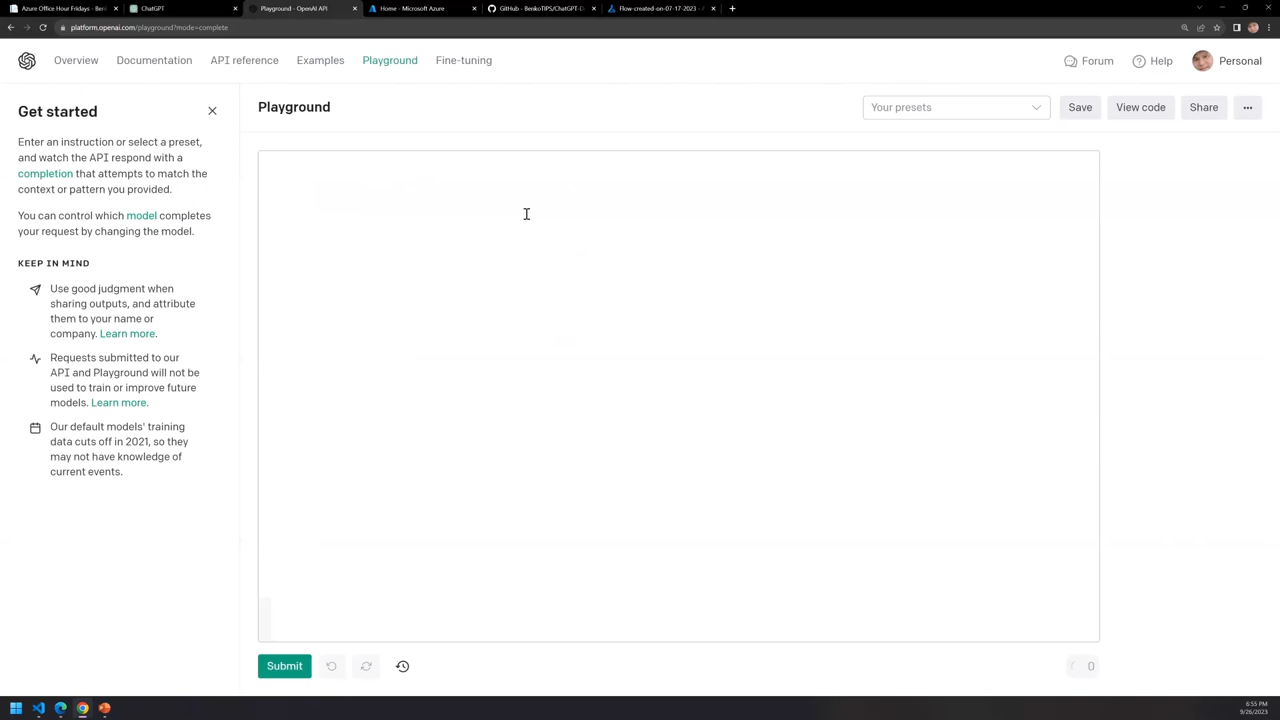 Azure Office Hour Fridays - Ben
ChatGPT
Playground - OpenAI API
Home - Microsoft Azure
GitHub - BenkoTIPS/ChatGPT-D
Flow-created-on-07-17-2023 - A
platform.openai.com/playground?mode=complete
Overview
Documentation
API reference
Examples
Playground
Fine-tuning
Forum
Help
Personal
Get started
Playground
Your presets
Save
View code
Share
Enter an instruction or select a preset,
and watch the API respond with a
completion that attempts to match the
context or pattern you provided.
You can control which model completes
your request by changing the model.
KEEP IN MIND
Use good judgment when
sharing outputs, and attribute
them to your name or
company. Learn more.
Requests submitted to our
API and Playground will not be
used to train or improve future
models. Learn more.
Our default models' training
data cuts off in 2021, so they
may not have knowledge of
current events.
Submit
0
6:55 PM
9/26/2023